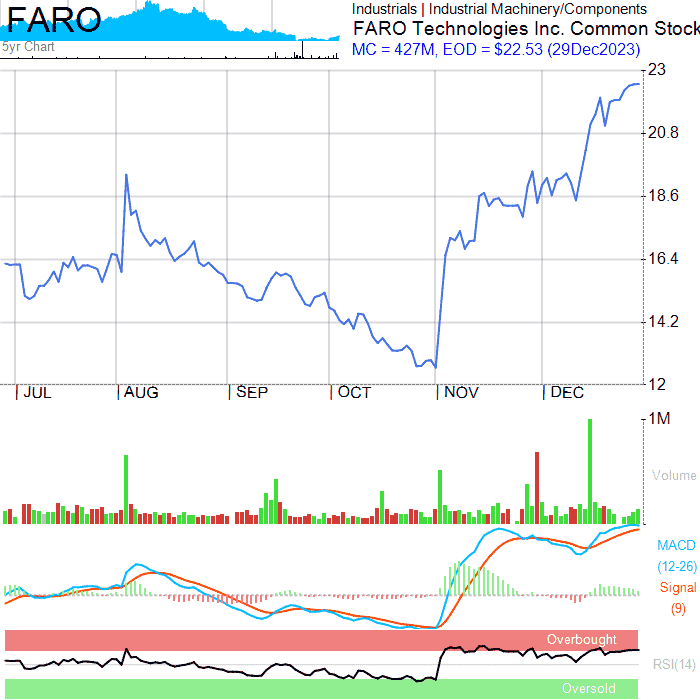 FARO
5yr Chart
Industrials | Industrial Machinery/Components
FARO Technologies Inc. Common Stock
MC = 427M, EOD = $22.53 (29Dec2023)
23
20.8
18.6
16.4
14.2
12
| JUL | AUG | SEP | OCT | NOV | DEC
1M
Volume
MACD
(12-26)
Signal
(9)
Overbought
RSI(14)
Oversold